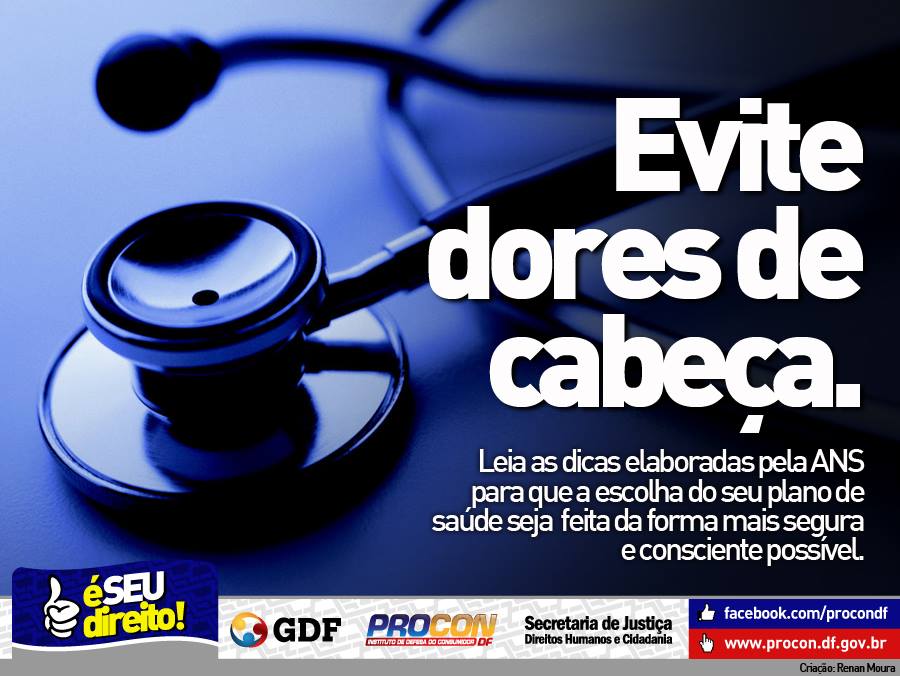 Evite
dores de
cabeça.
Leia as dicas elaboradas pela ANS
para que a escolha do seu plano de
saúde seja feita da forma mais segura
e consciente possível.
é SEU
direito!
GDF
PROCON DF
INSTITUTO DE DEFESA DO CONSUMIDOR
Secretaria de Justiça
Direitos Humanos e Cidadania
facebook.com/procondf
www.procon.df.gov.br
Criação: Renan Moura